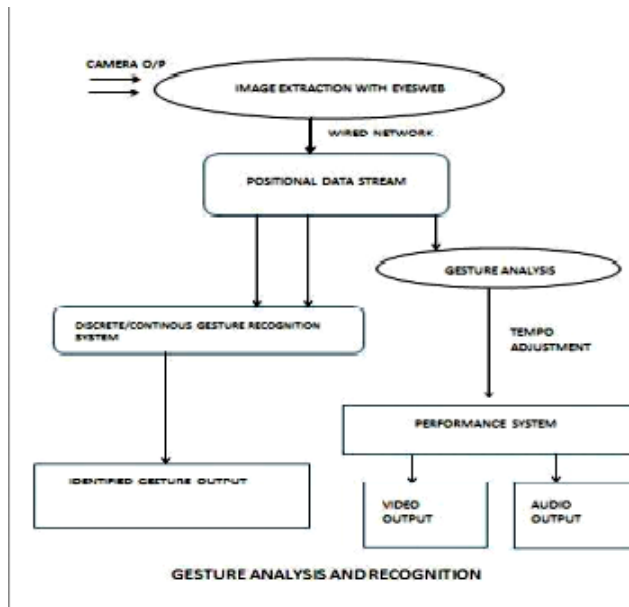 CAMERA O/P
IMAGE EXTRACTION WITH EYESWEB
WIRED NETWORK
POSITIONAL DATA STREAM
GESTURE ANALYSIS
DISCRETE/CONTINOUS GESTURE RECOGNITION
SYSTEM
TEMPO
ADJUSTMENT
PERFORMANCE SYSTEM
IDENTIFIED GESTURE OUTPUT
VIDEO
OUTPUT
AUDIO
OUTPUT
GESTURE ANALYSIS AND RECOGNITION